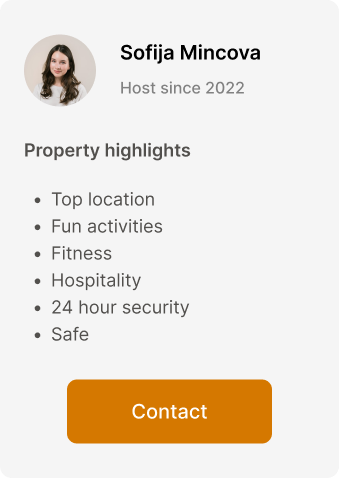 Sofija Mincova
Host since 2022
Property highlights
• Top location
• Fun activities
• Fitness
• Hospitality
• 24 hour security
• Safe
Contact